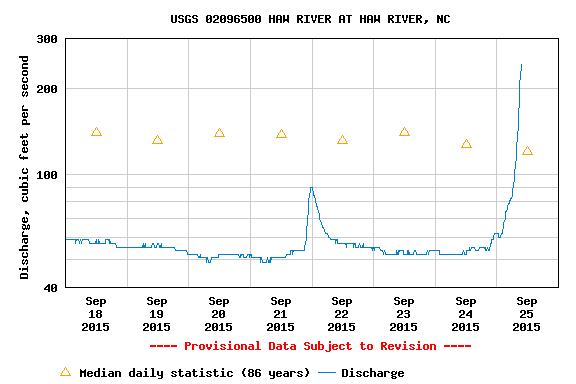 USGS 02096500 HAW RIVER AT HAW RIVER, NC
Discharge, cubic feet per second
300
200
100
40
Sep 18 2015
Sep 19 2015
Sep 20 2015
Sep 21 2015
Sep 22 2015
Sep 23 2015
Sep 24 2015
Sep 25 2015
---- Provisional Data Subject to Revision ----
Median daily statistic (86 years)
Discharge